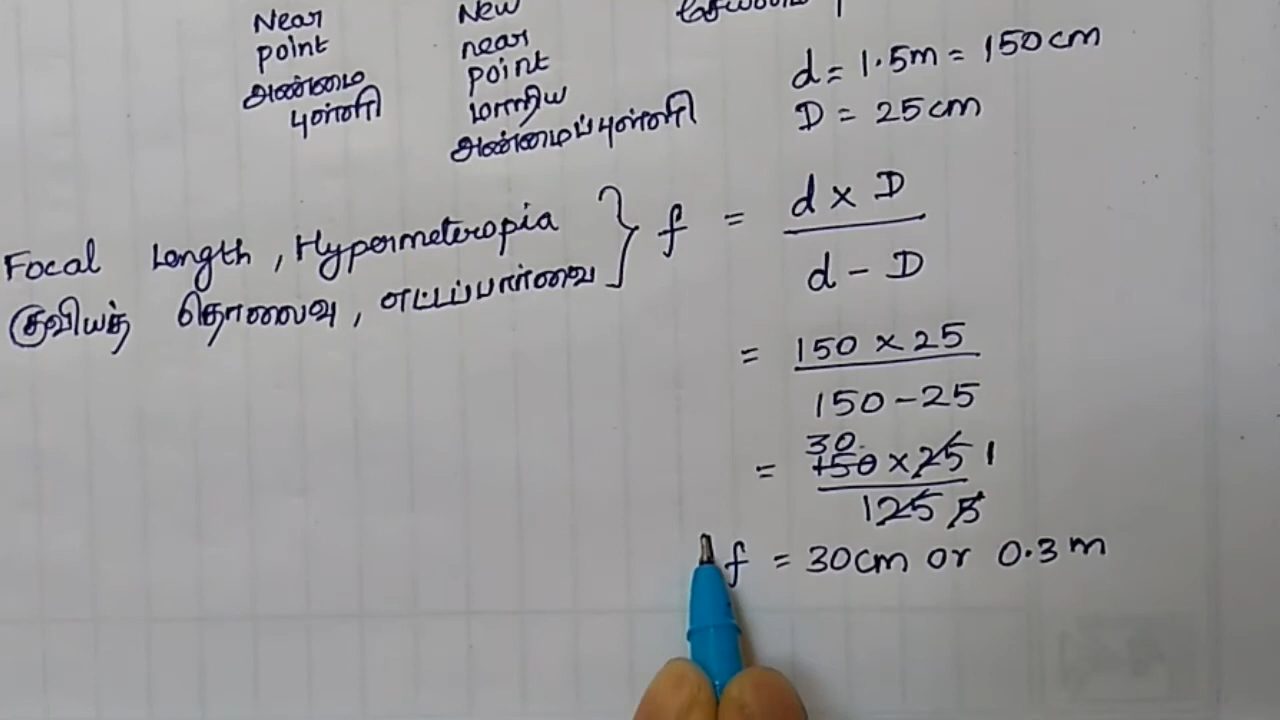 Near
point
அண்மை
புள்ளி
New
near
point
மாறிய
அண்மைப்புள்ளி
d = 1.5m = 150cm
D = 25cm
Focal Length, Hypermeteropia
குவியத் தொலைவு, எட்டப்பார்வை
f = d x D / d - D
= 150 x 25 / 150 - 25
= 30 150 x 25 1 / 125 5
f = 30cm or 0.3m